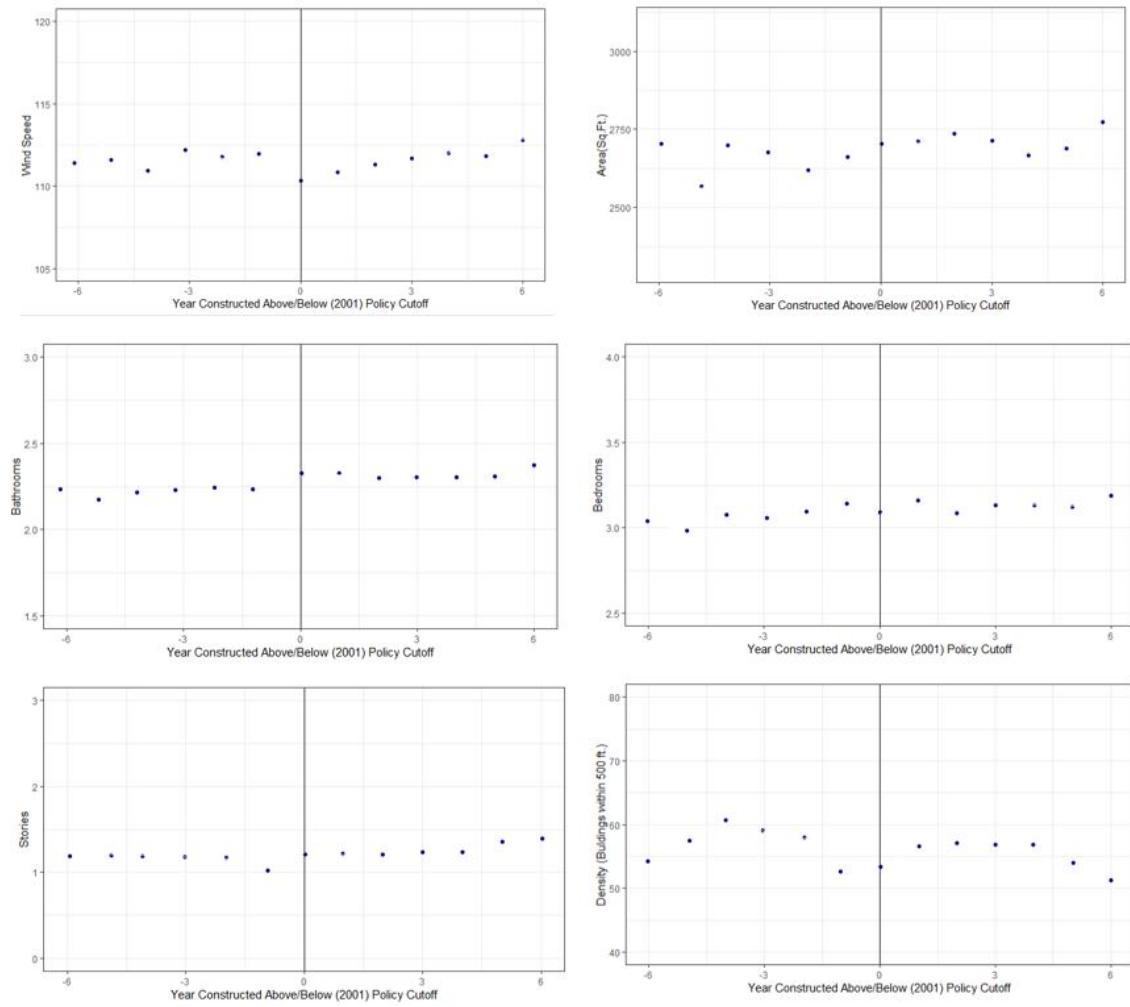 120
115
110
105
Wind Speed
-6 -3 0 3 6
Year Constructed Above/Below (2001) Policy Cutoff
3000
2750
2500
Area(Sq.Ft.)
-6 -3 0 3 6
Year Constructed Above/Below (2001) Policy Cutoff
3.0
2.5
2.0
1.5
Bathrooms
-6 -3 0 3 6
Year Constructed Above/Below (2001) Policy Cutoff
4.0
3.5
3.0
2.5
Bedrooms
-6 -3 0 3 6
Year Constructed Above/Below (2001) Policy Cutoff
3
2
1
0
Stories
-6 -3 0 3 6
Year Constructed Above/Below (2001) Policy Cutoff
80
70
60
50
40
Density (Buldings within 500 ft.)
-6 -3 0 3 6
Year Constructed Above/Below (2001) Policy Cutoff